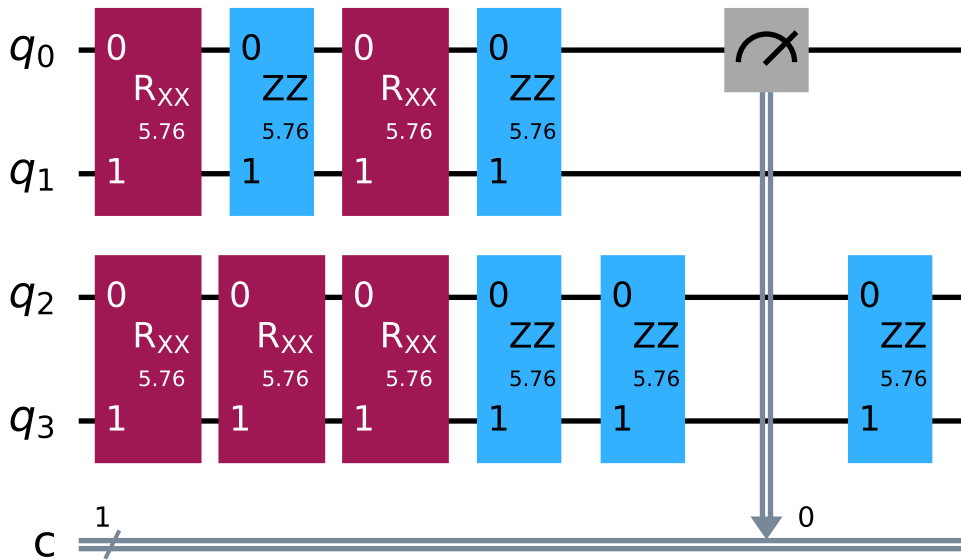 q0 0 0 0 0
RXX ZZ RXX ZZ
5.76 5.76 5.76 5.76
q1 1 1 1 1
q2 0 0 0 0 0 0
RXX RXX RXX ZZ ZZ ZZ
5.76 5.76 5.76 5.76 5.76 5.76
q3 1 1 1 1 1 1
1 0
c